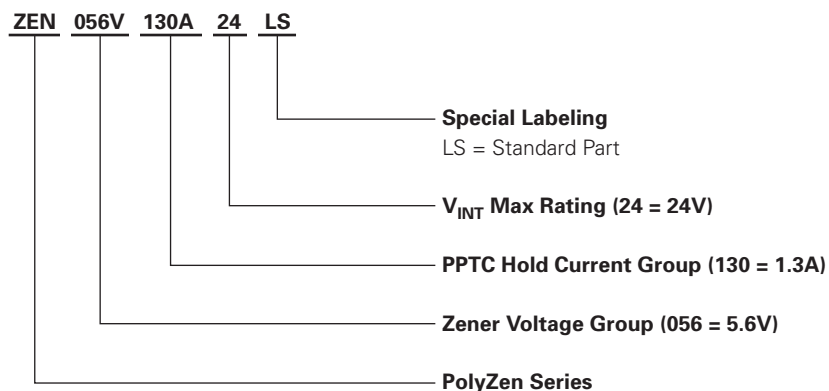 ZEN 056V 130A 24 LS
Special Labeling
LS = Standard Part
VINT Max Rating (24 = 24V)
PPTC Hold Current Group (130 = 1.3A)
Zener Voltage Group (056 = 5.6V)
PolyZen Series